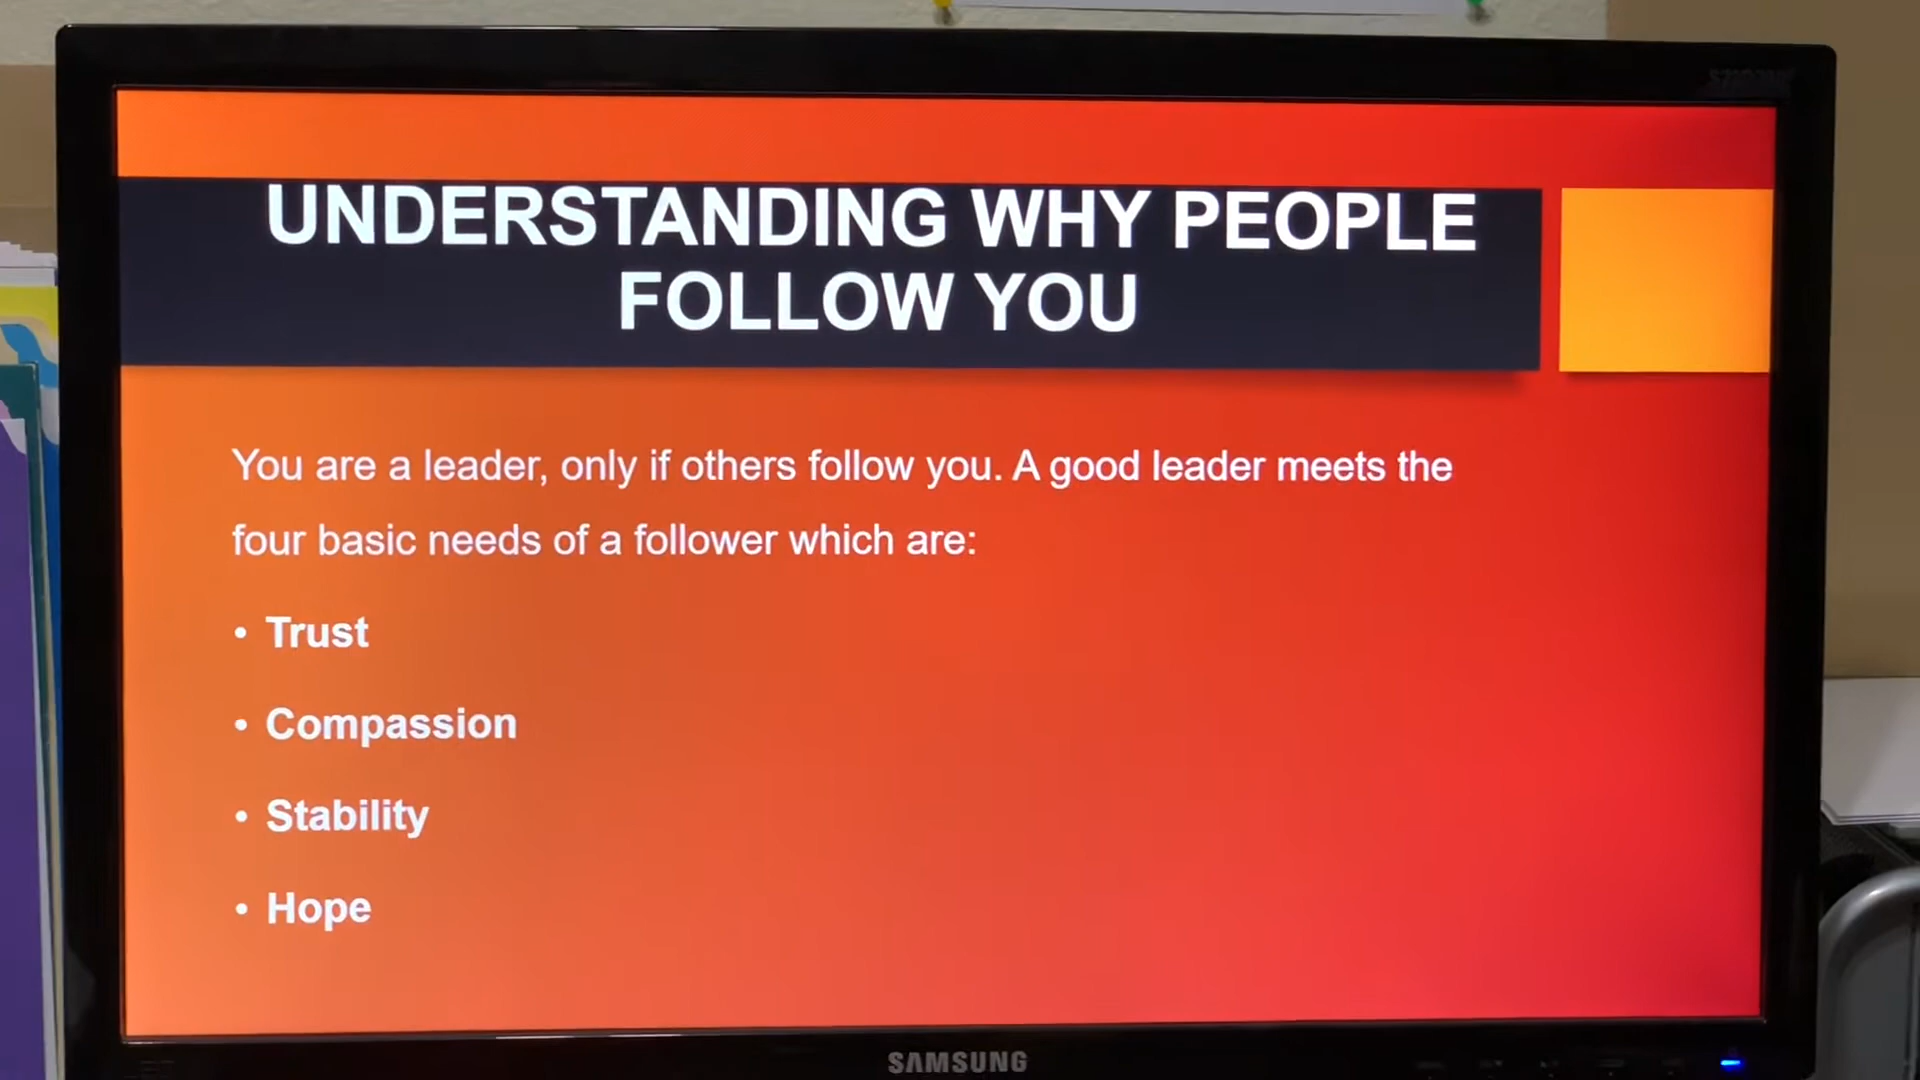 UNDERSTANDING WHY PEOPLE
FOLLOW YOU
You are a leader, only if others follow you. A good leader meets the
four basic needs of a follower which are:
• Trust
• Compassion
• Stability
• Hope
SAMSUNG